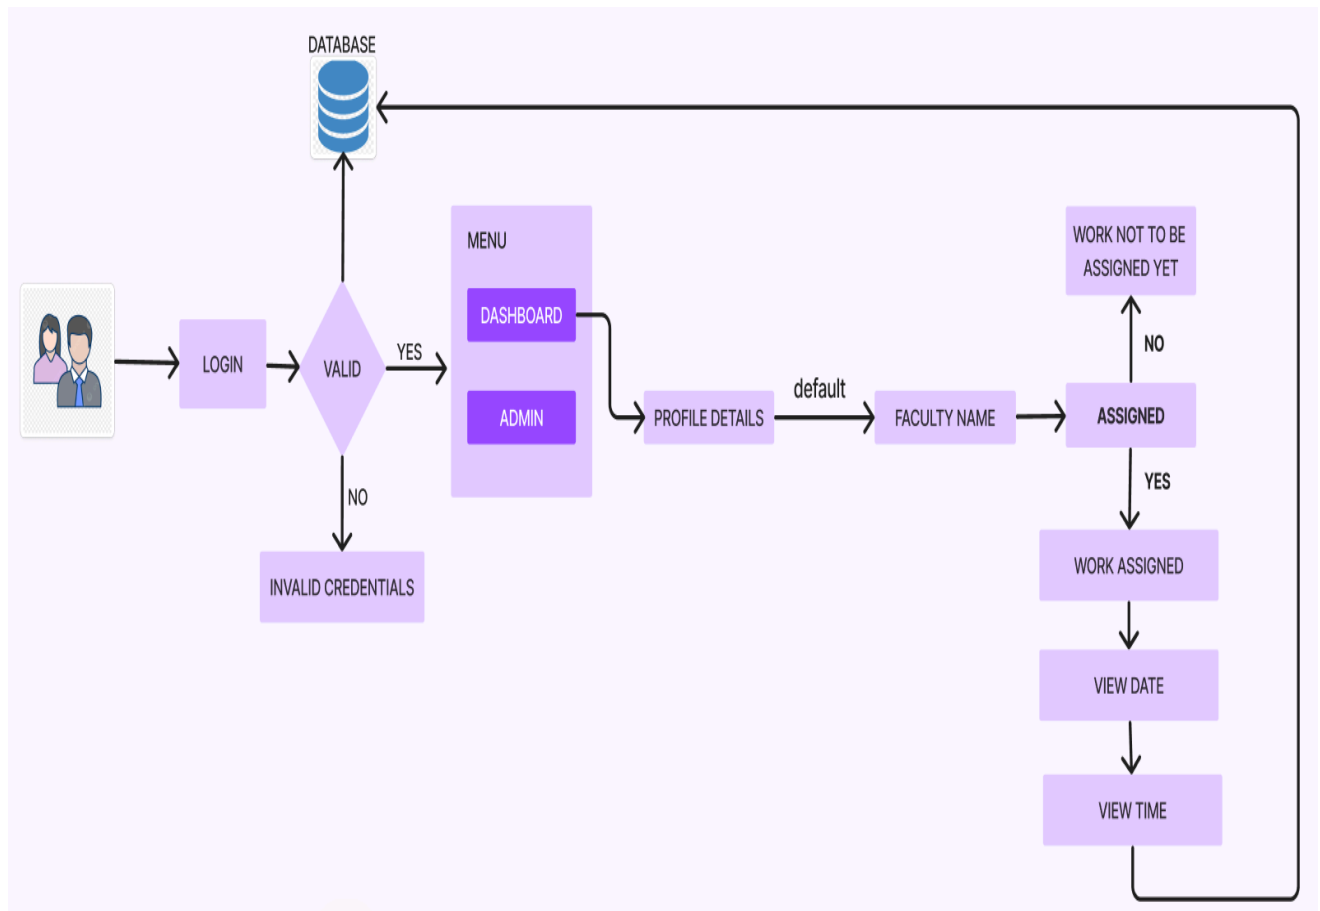 DATABASE
LOGIN
VALID
YES
NO
INVALID CREDENTIALS
MENU
DASHBOARD
ADMIN
PROFILE DETAILS
default
FACULTY NAME
ASSIGNED
NO
WORK NOT TO BE
ASSIGNED YET
YES
WORK ASSIGNED
VIEW DATE
VIEW TIME